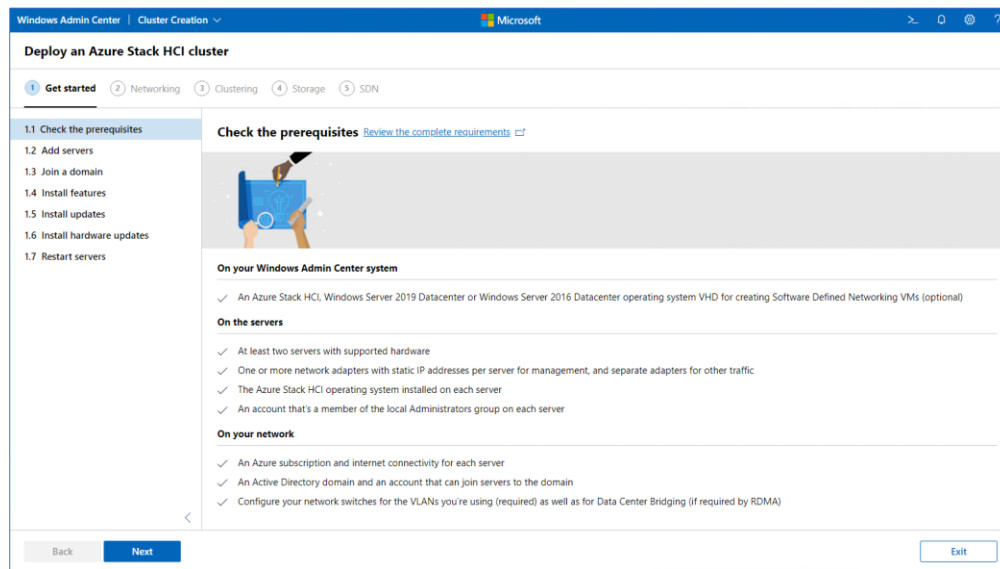 Windows Admin Center | Cluster Creation
Microsoft
Deploy an Azure Stack HCI cluster
1 Get started
2 Networking
3 Clustering
4 Storage
5 SDN
1.1 Check the prerequisites
1.2 Add servers
1.3 Join a domain
1.4 Install features
1.5 Install updates
1.6 Install hardware updates
1.7 Restart servers
Check the prerequisites Review the complete requirements
On your Windows Admin Center system
An Azure Stack HCI, Windows Server 2019 Datacenter or Windows Server 2016 Datacenter operating system VHD for creating Software Defined Networking VMs (optional)
On the servers
At least two servers with supported hardware
One or more network adapters with static IP addresses per server for management, and separate adapters for other traffic
The Azure Stack HCI operating system installed on each server
An account that's a member of the local Administrators group on each server
On your network
An Azure subscription and internet connectivity for each server
An Active Directory domain and an account that can join servers to the domain
Configure your network switches for the VLANs you're using (required) as well as for Data Center Bridging (if required by RDMA)
Back
Next
Exit